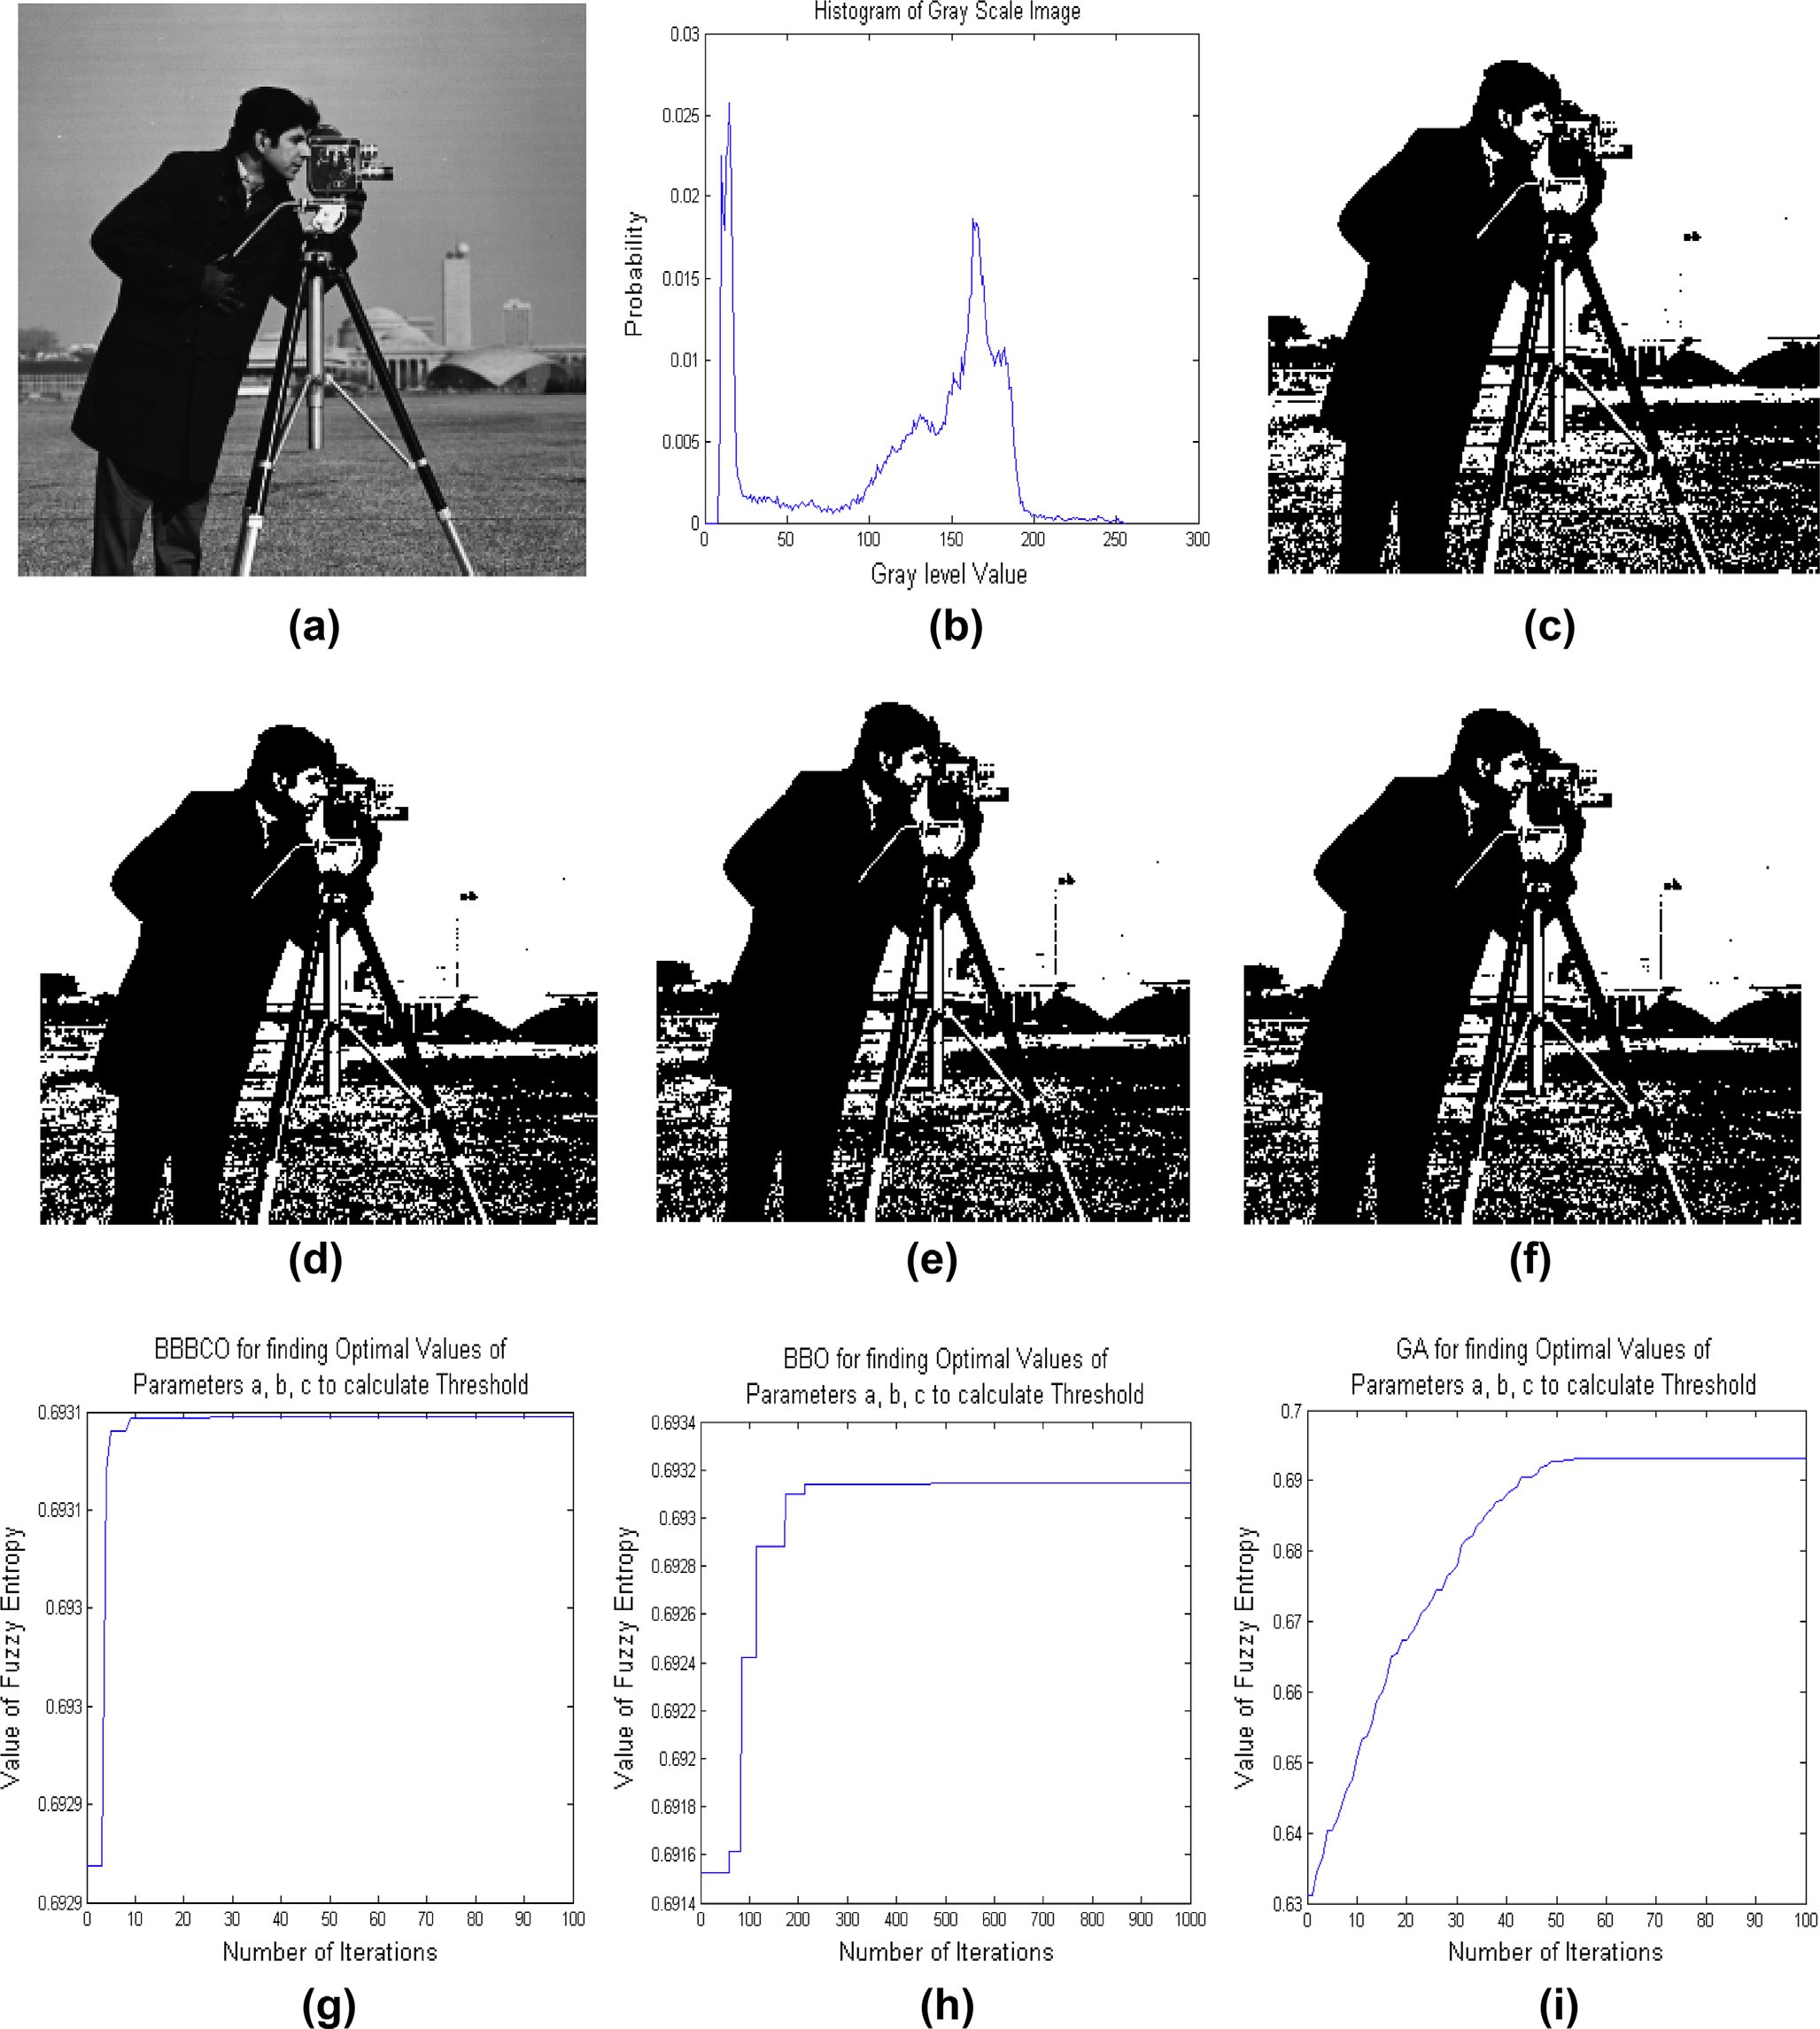 Histogram of Gray Scale Image
0.03
0.025
0.02
0.015
0.01
0.005
0
Probability
0 50 100 150 200 250 300
Gray level Value
(a) (b) (c)
(d) (e) (f)
BBBCO for finding Optimal Values of
Parameters a, b, c to calculate Threshold
0.6931
0.6931
0.693
0.693
0.6929
0.6929
Value of Fuzzy Entropy
0 10 20 30 40 50 60 70 80 90 100
Number of Iterations
BBO for finding Optimal Values of
Parameters a, b, c to calculate Threshold
0.6934
0.6932
0.693
0.6928
0.6926
0.6924
0.6922
0.692
0.6918
0.6916
0.6914
Value of Fuzzy Entropy
0 100 200 300 400 500 600 700 800 900 1000
Number of Iterations
GA for finding Optimal Values of
Parameters a, b, c to calculate Threshold
0.7
0.69
0.68
0.67
0.66
0.65
0.64
0.63
Value of Fuzzy Entropy
0 10 20 30 40 50 60 70 80 90 100
Number of Iterations
(g) (h) (i)